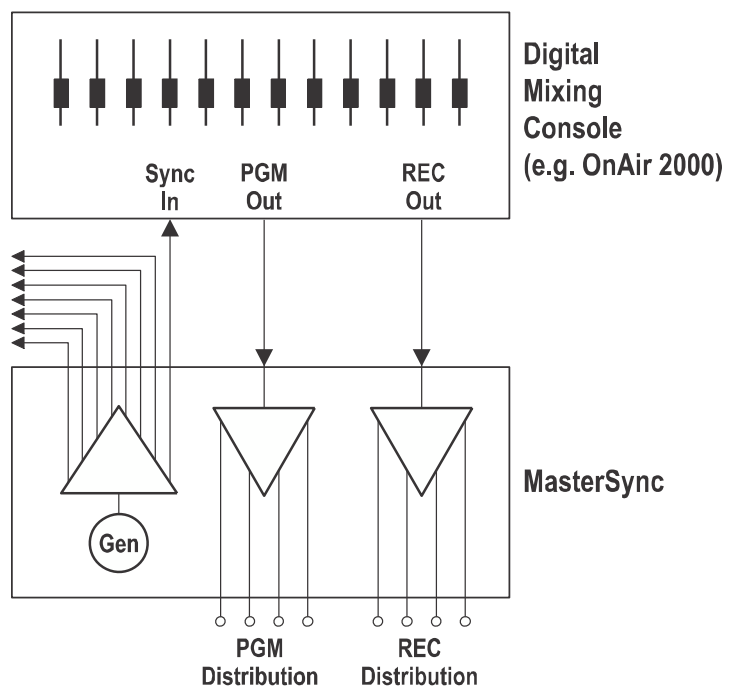 Digital
Mixing
Console
(e.g. OnAir 2000)
Sync
In
PGM
Out
REC
Out
MasterSync
Gen
PGM
Distribution
REC
Distribution